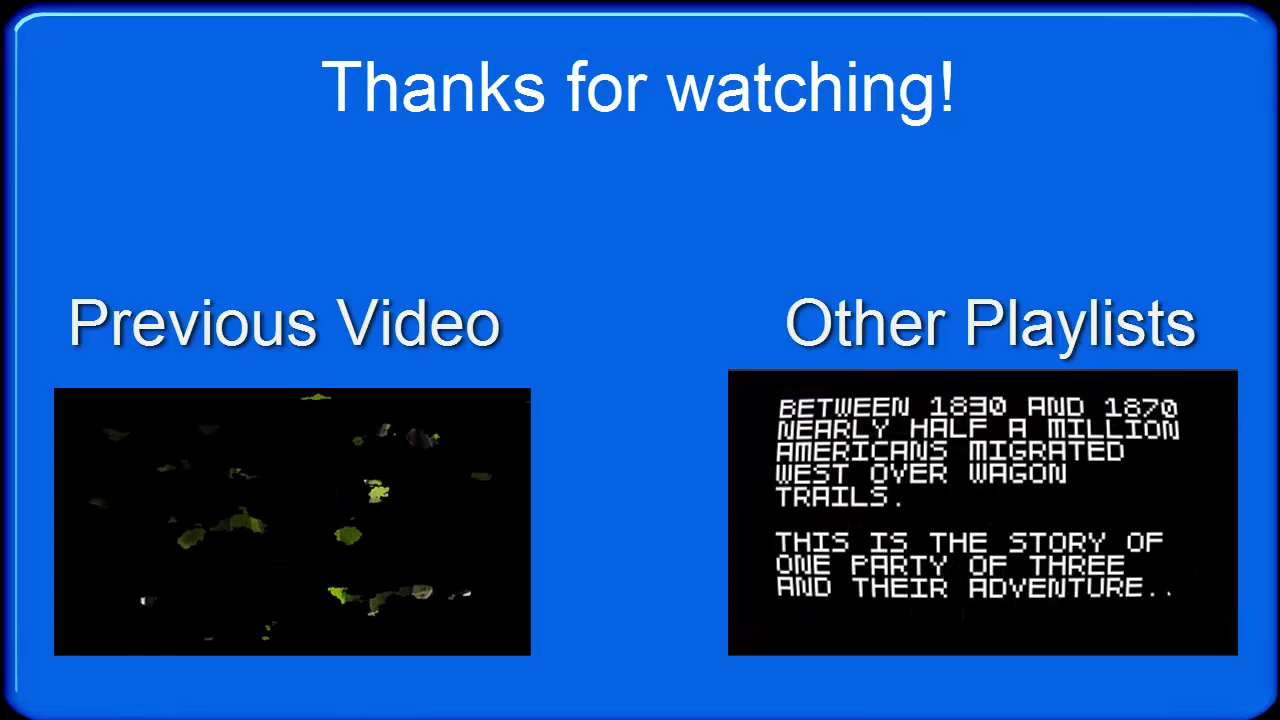 Thanks for watching!
Previous Video
Other Playlists
BETWEEN 1830 AND 1870
NEARLY HALF A MILLION
AMERICANS MIGRATED
WEST OVER WAGON
TRAILS.
THIS IS THE STORY OF
ONE PARTY OF THREE
AND THEIR ADVENTURE..